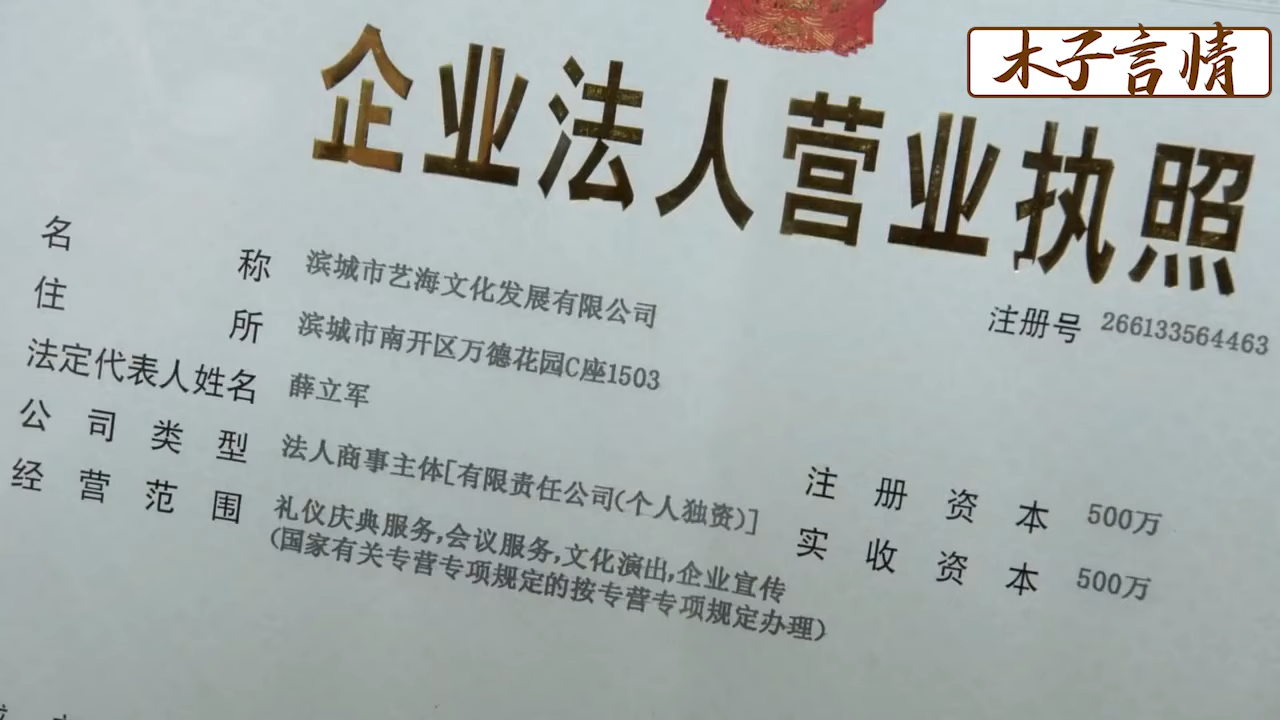 木子言情
企业法人营业执照
注册号 266133564463
名称 滨城市艺海文化发展有限公司
住所 滨城市南开区万德花园C座1503
法定代表人姓名 薛立军
公司类型 法人商事主体[有限责任公司(个人独资)]
注册资本 500万
经营范围 礼仪庆典服务,会议服务,文化演出,企业宣传
(国家有关专营专项规定的按专营专项规定办理)
实收资本 500万